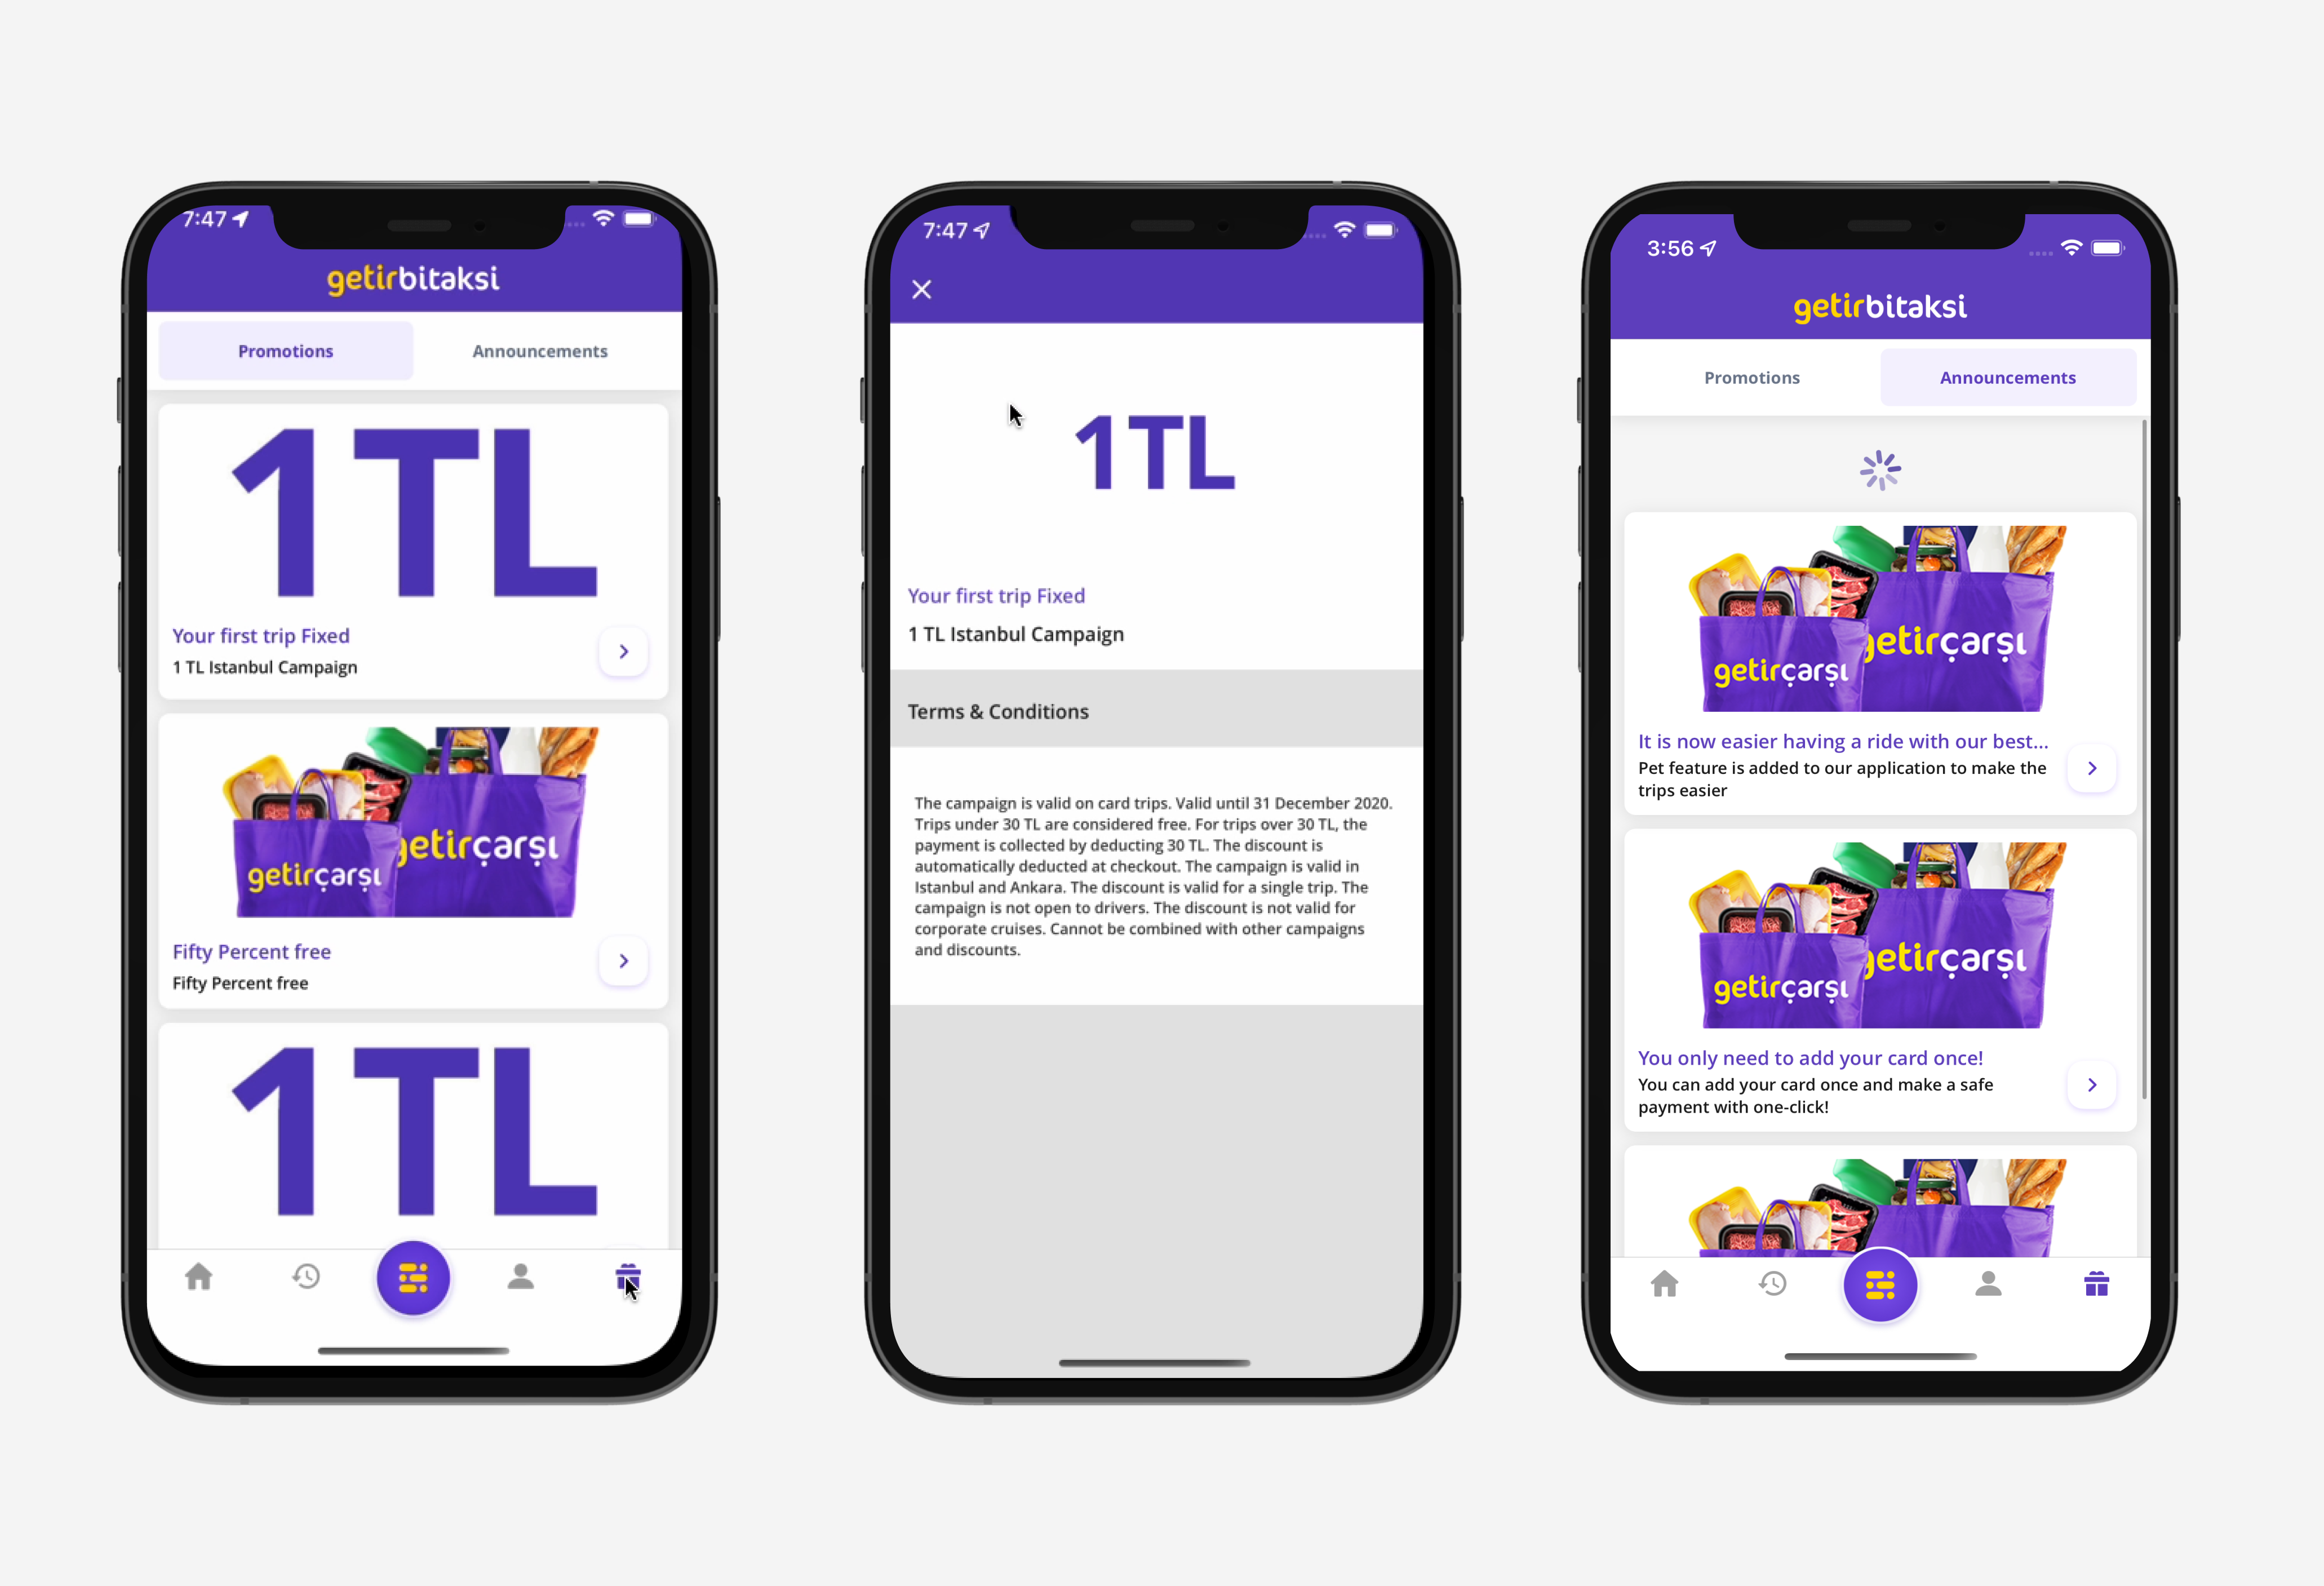 7:47
getirbitaksi
Promotions
Announcements
1TL
Your first trip Fixed
1 TL Istanbul Campaign
getirçarşı
getirçarşı
Fifty Percent free
Fifty Percent free
1TL
7:47
1TL
Your first trip Fixed
1 TL Istanbul Campaign
Terms & Conditions
The campaign is valid on card trips. Valid until 31 December 2020.
Trips under 30 TL are considered free. For trips over 30 TL, the
payment is collected by deducting 30 TL. The discount is
automatically deducted at checkout. The campaign is valid in
Istanbul and Ankara. The discount is valid for a single trip. The
campaign is not open to drivers. The discount is not valid for
corporate cruises. Cannot be combined with other campaigns
and discounts.
3:56
getirbitaksi
Promotions
Announcements
getirçarşı
getirçarşı
It is now easier having a ride with our best...
Pet feature is added to our application to make the
trips easier
getirçarşı
getirçarşı
You only need to add your card once!
You can add your card once and make a safe
payment with one-click!